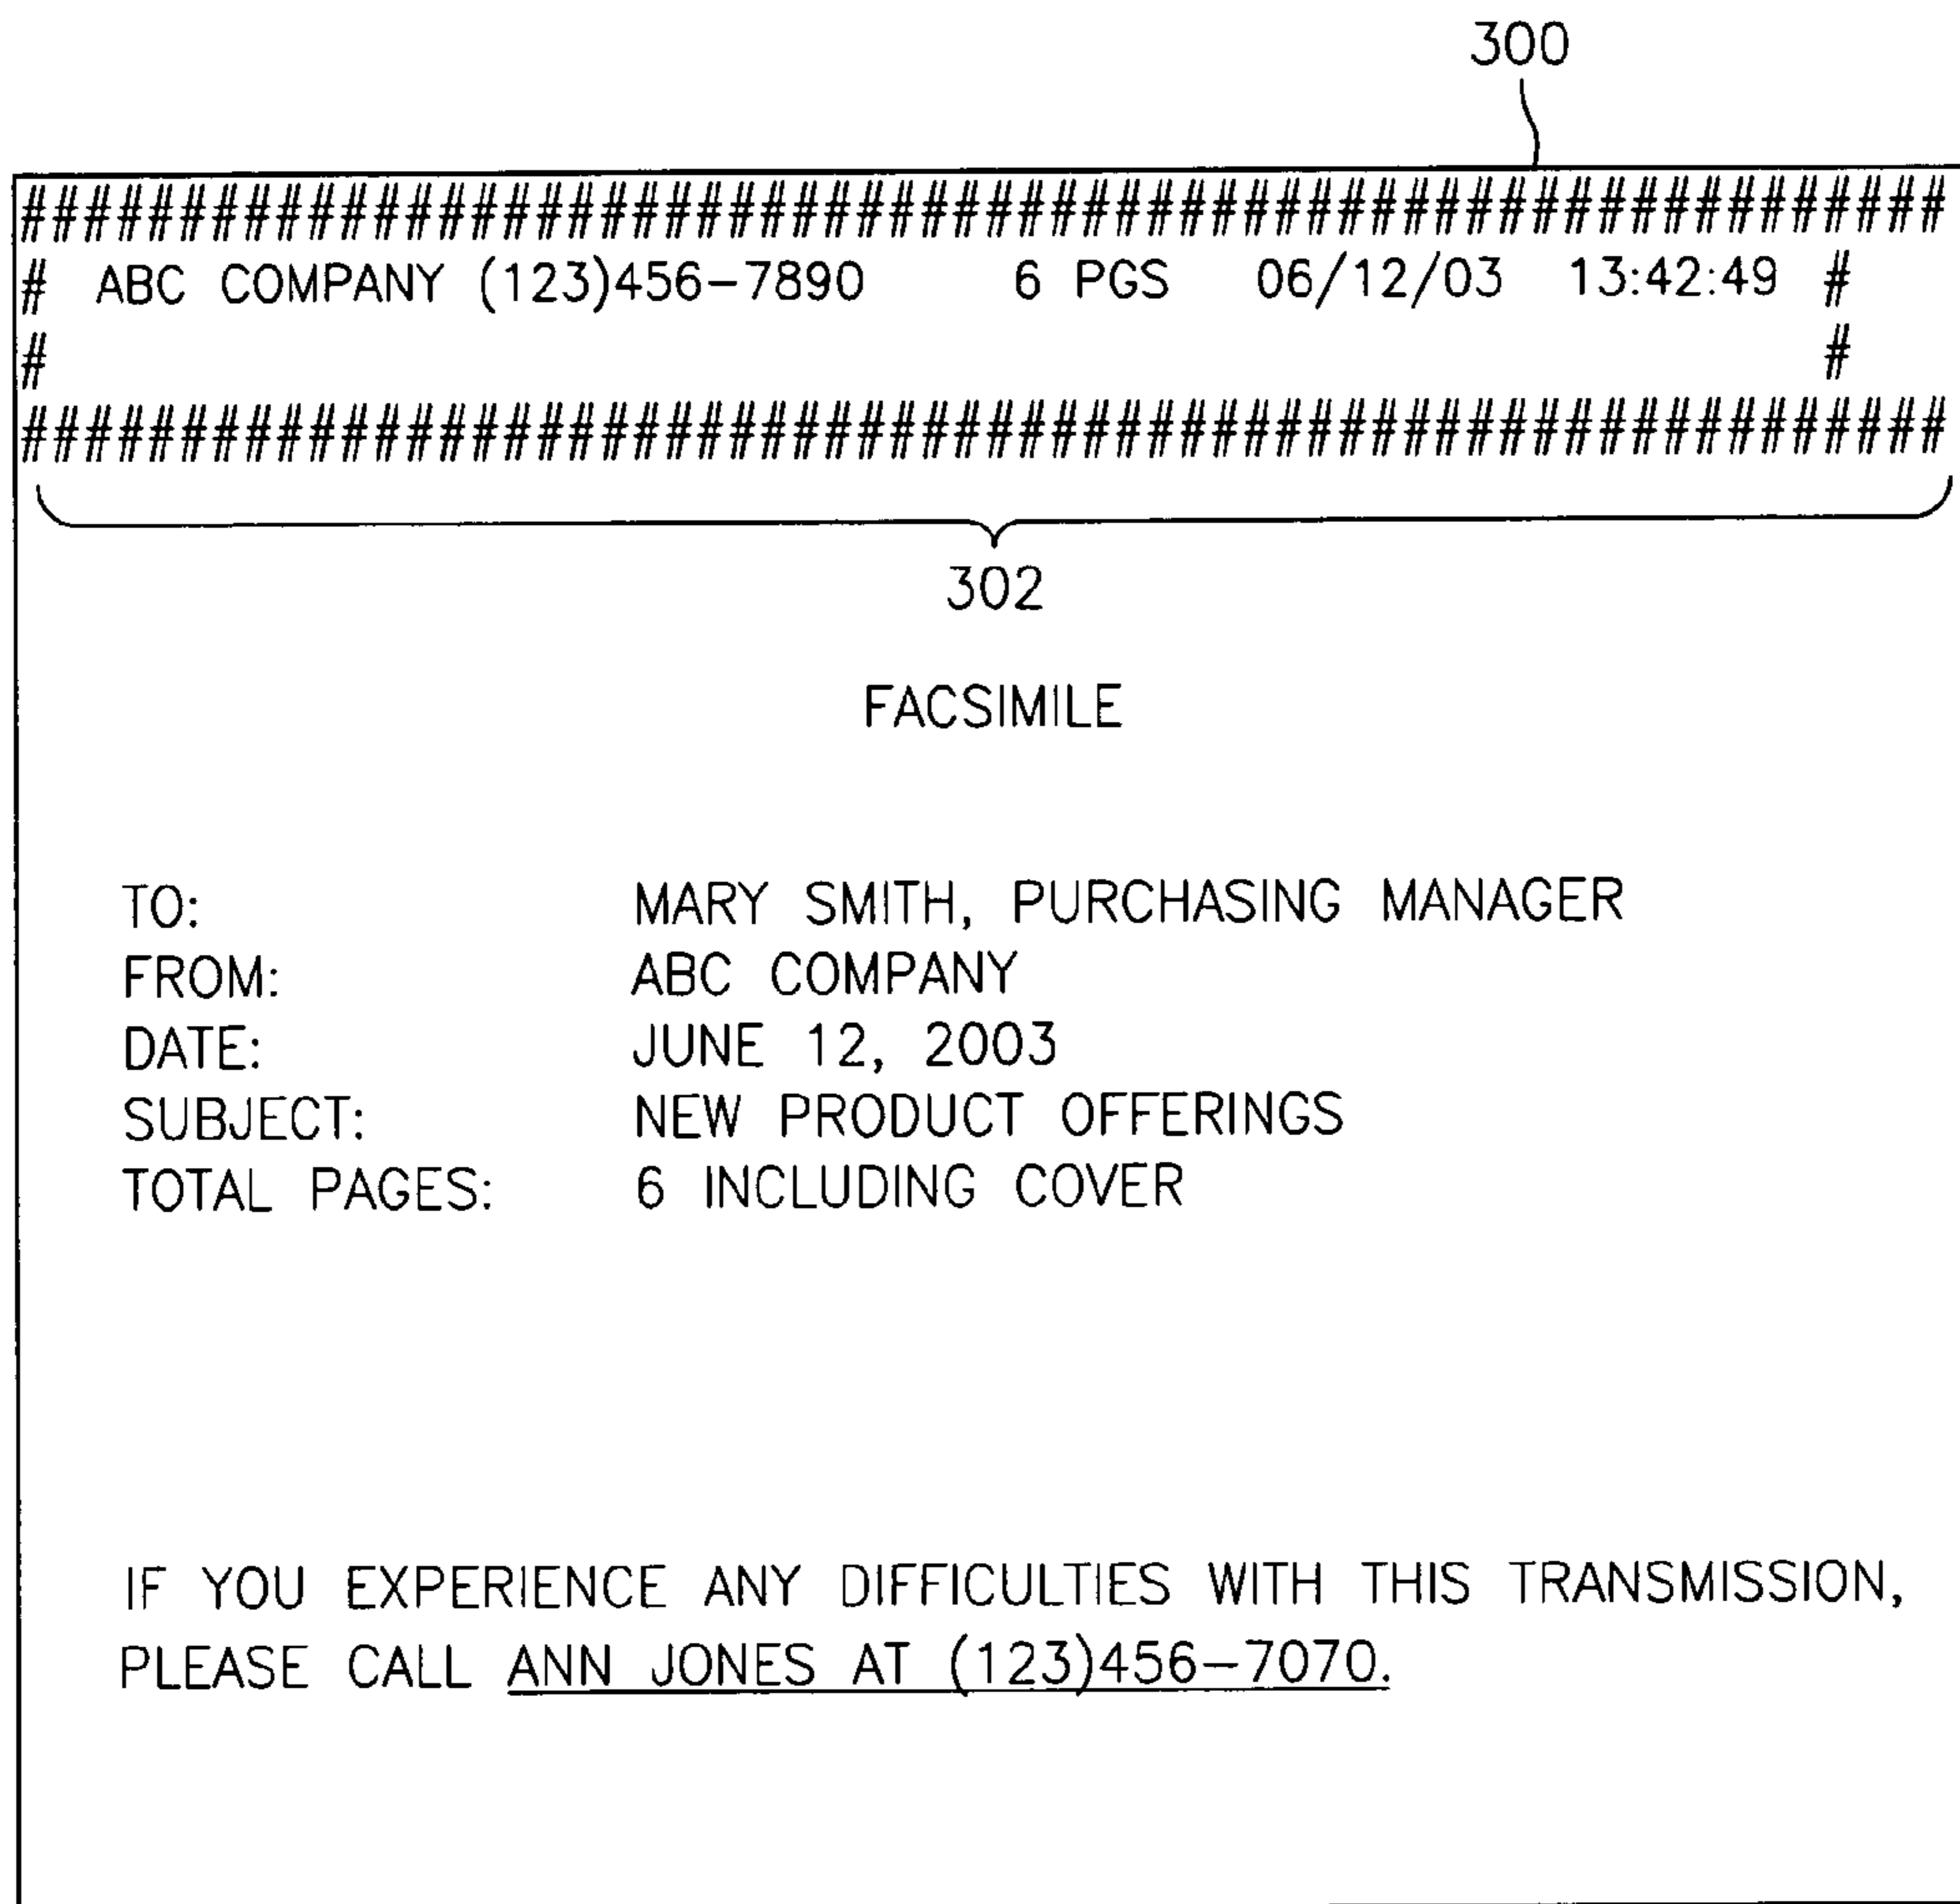 300
############################################################
# ABC COMPANY (123)456-7890 6 PGS 06/12/03 13:42:49 #
# #
############################################################
302
FACSIMILE
TO: MARY SMITH, PURCHASING MANAGER
FROM: ABC COMPANY
DATE: JUNE 12, 2003
SUBJECT: NEW PRODUCT OFFERINGS
TOTAL PAGES: 6 INCLUDING COVER
IF YOU EXPERIENCE ANY DIFFICULTIES WITH THIS TRANSMISSION,
PLEASE CALL ANN JONES AT (123)456-7070.